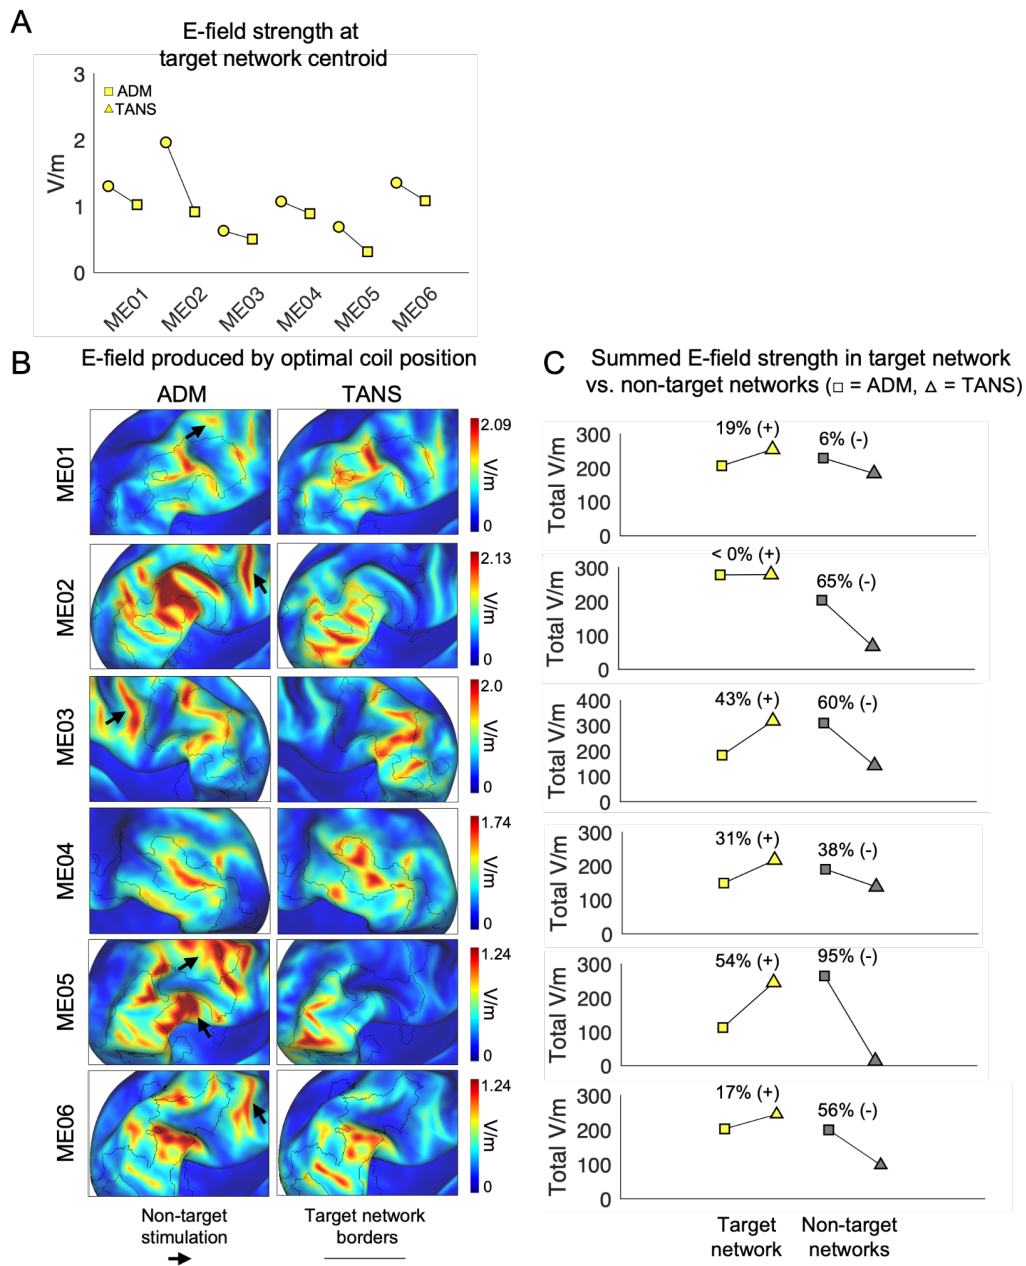 A
E-field strength at
target network centroid
3
2
1
0
V/m
ADM
TANS
ME01
ME02
ME03
ME04
ME05
ME06
B
E-field produced by optimal coil position
ADM
TANS
ME01
2.09
V/m
0
ME02
2.13
V/m
0
ME03
2.0
V/m
0
ME04
1.74
V/m
0
ME05
1.24
V/m
0
ME06
1.24
V/m
0
Non-target
stimulation
Target network
borders
C
Summed E-field strength in target network
vs. non-target networks (□ = ADM, △ = TANS)
Total V/m
300
200
100
0
19% (+)
6% (-)
Total V/m
300
200
100
0
< 0% (+)
65% (-)
Total V/m
400
300
200
100
0
43% (+)
60% (-)
Total V/m
300
200
100
0
31% (+)
38% (-)
Total V/m
300
200
100
0
54% (+)
95% (-)
Total V/m
300
200
100
0
17% (+)
56% (-)
Target
network
Non-target
networks